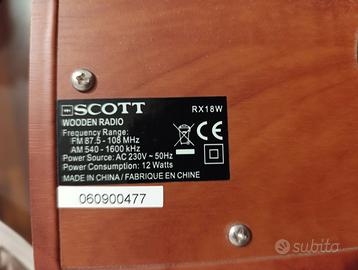 SCOTT
RX18W
WOODEN RADIO
Frequency Range:
FM 87.5 - 108 MHz
AM 540 - 1600 kHz
Power Source: AC 230V ~ 50Hz
Power Consumption: 12 Watts
MADE IN CHINA / FABRIQUE EN CHINE
CE
060900477
subito